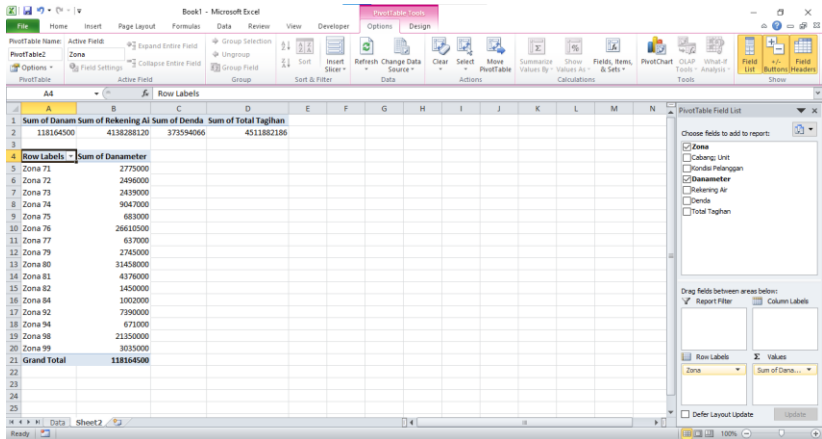 Book1 - Microsoft Excel
PivotTable Tools
File Home Insert Page Layout Formulas Data Review View Developer Options Design
PivotTable Name: Active Field: Expand Entire Field Group Selection
PivotTable2 Zona Collapse Entire Field Ungroup Sort Insert Slicer Refresh Change Data Source Clear Select Move PivotTable Summarize Values By Show Values As Fields, Items, & Sets PivotChart OLAP Tools What-If Analysis Field List +/- Buttons Field Headers
Options Field Settings Group Field
PivotTable Active Field Group Sort & Filter Data Actions Calculations Tools Show
A4 fx Row Labels
A B C D E F G H I J K L M N
1 Sum of Danam Sum of Rekening Ai Sum of Denda Sum of Total Tagihan
2 118164500 4138288120 373594066 4511882186
3
4 Row Labels Sum of Danameter
5 Zona 71 2775000
6 Zona 72 2496000
7 Zona 73 2439000
8 Zona 74 9047000
9 Zona 75 683000
10 Zona 76 26610500
11 Zona 77 637000
12 Zona 79 2745000
13 Zona 80 31458000
14 Zona 81 4376000
15 Zona 82 1450000
16 Zona 84 1002000
17 Zona 92 7390000
18 Zona 94 671000
19 Zona 98 21350000
20 Zona 99 3035000
21 Grand Total 118164500
22
23
24
25
PivotTable Field List
Choose fields to add to report:
Zona
Cabang; Unit
Kondisi Pelanggan
Danameter
Rekening Air
Denda
Total Tagihan
Drag fields between areas below:
Report Filter Column Labels
Row Labels Σ Values
Zona Sum of Dana...
Defer Layout Update Update
Data Sheet2
Ready 100%